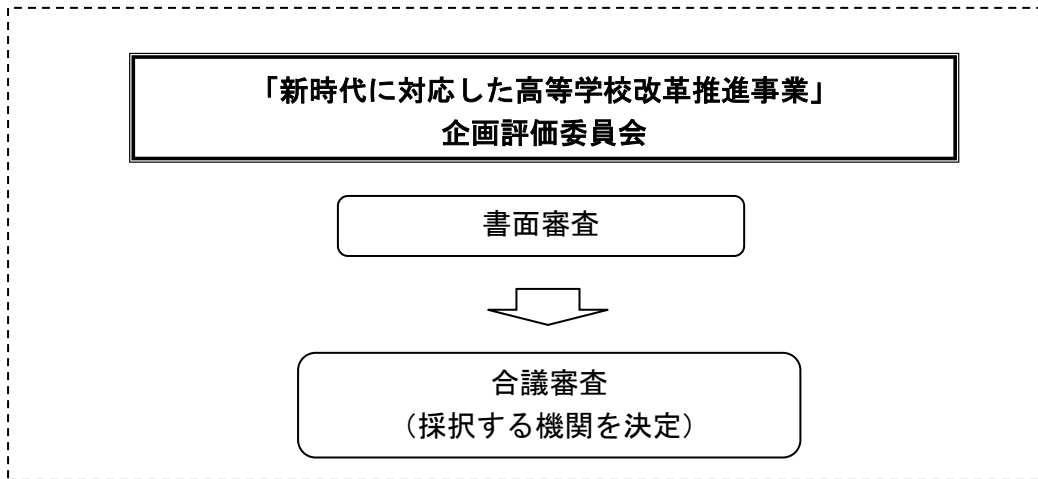 「新時代に対応した高等学校改革推進事業」
企画評価委員会
書面審査
合議審査
（採択する機関を決定）